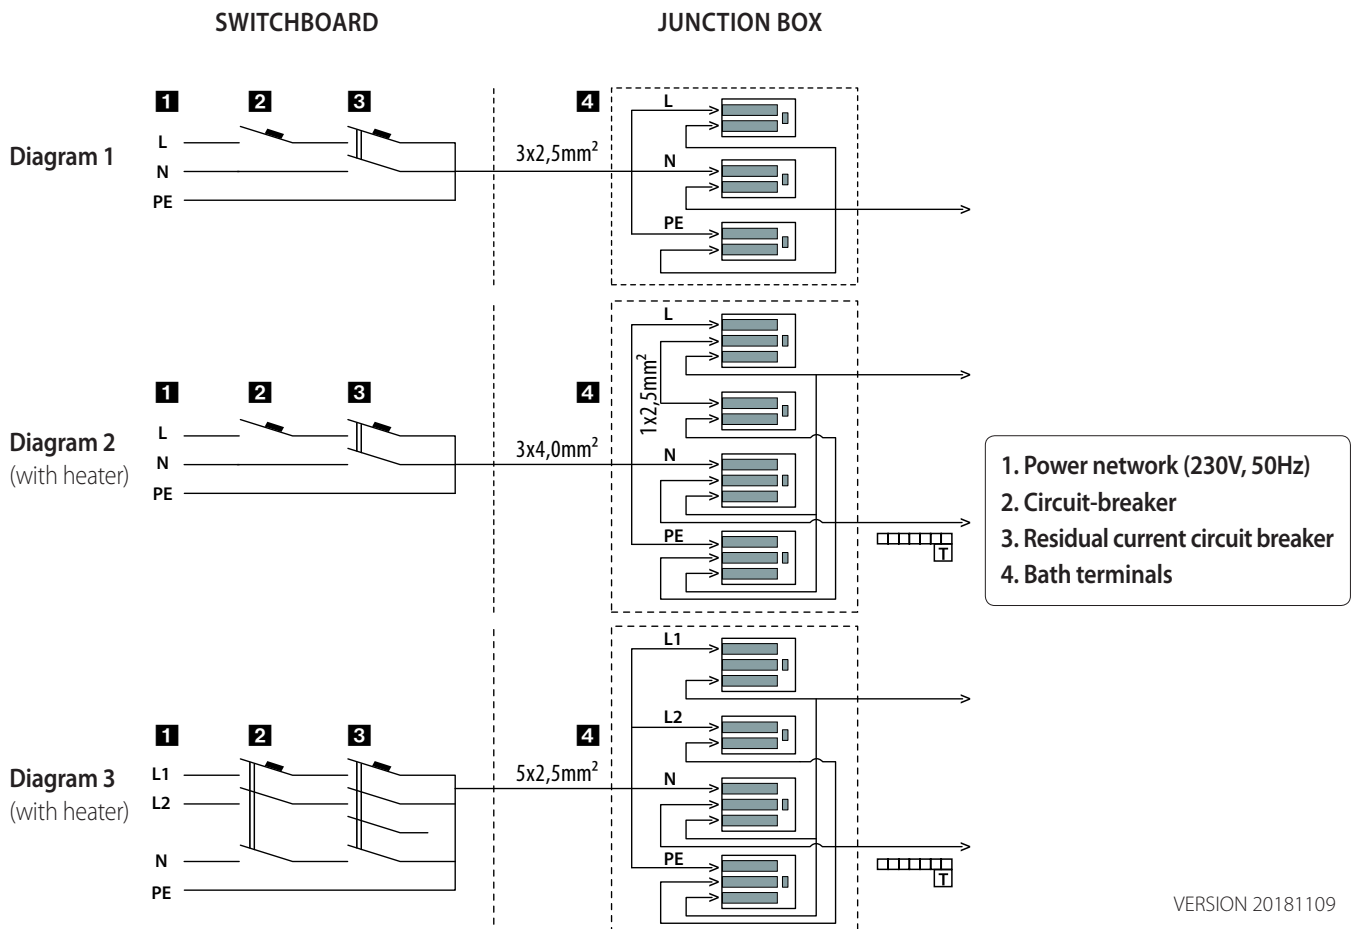 SWITCHBOARD
JUNCTION BOX
Diagram 1
1 2 3 4
L
N
PE
3x2,5mm²
L
N
PE
Diagram 2
(with heater)
1 2 3 4
L
N
PE
3x4,0mm²
1x2,5mm²
L
N
PE
T
Diagram 3
(with heater)
1 2 3 4
L1
L2
N
PE
5x2,5mm²
L1
L2
N
PE
T
1. Power network (230V, 50Hz)
2. Circuit-breaker
3. Residual current circuit breaker
4. Bath terminals
VERSION 20181109